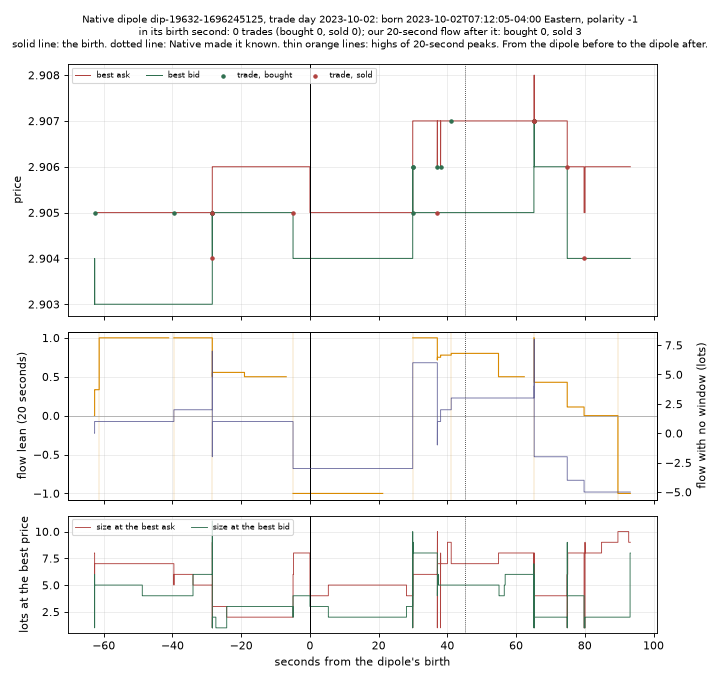 Native dipole dip-19632-1696245125, trade day 2023-10-02: born 2023-10-02T07:12:05-04:00 Eastern, polarity -1
in its birth second: 0 trades (bought 0, sold 0); our 20-second flow after it: bought 0, sold 3
solid line: the birth. dotted line: Native made it known. thin orange lines: highs of 20-second peaks. From the dipole before to the dipole after.
best ask
best bid
trade, bought
trade, sold
price
2.908
2.907
2.906
2.905
2.904
2.903
flow lean (20 seconds)
1.0
0.5
0.0
−0.5
−1.0
7.5
5.0
2.5
0.0
−2.5
−5.0
flow with no window (lots)
size at the best ask
size at the best bid
lots at the best price
10.0
7.5
5.0
2.5
−60
−40
−20
0
20
40
60
80
100
seconds from the dipole's birth